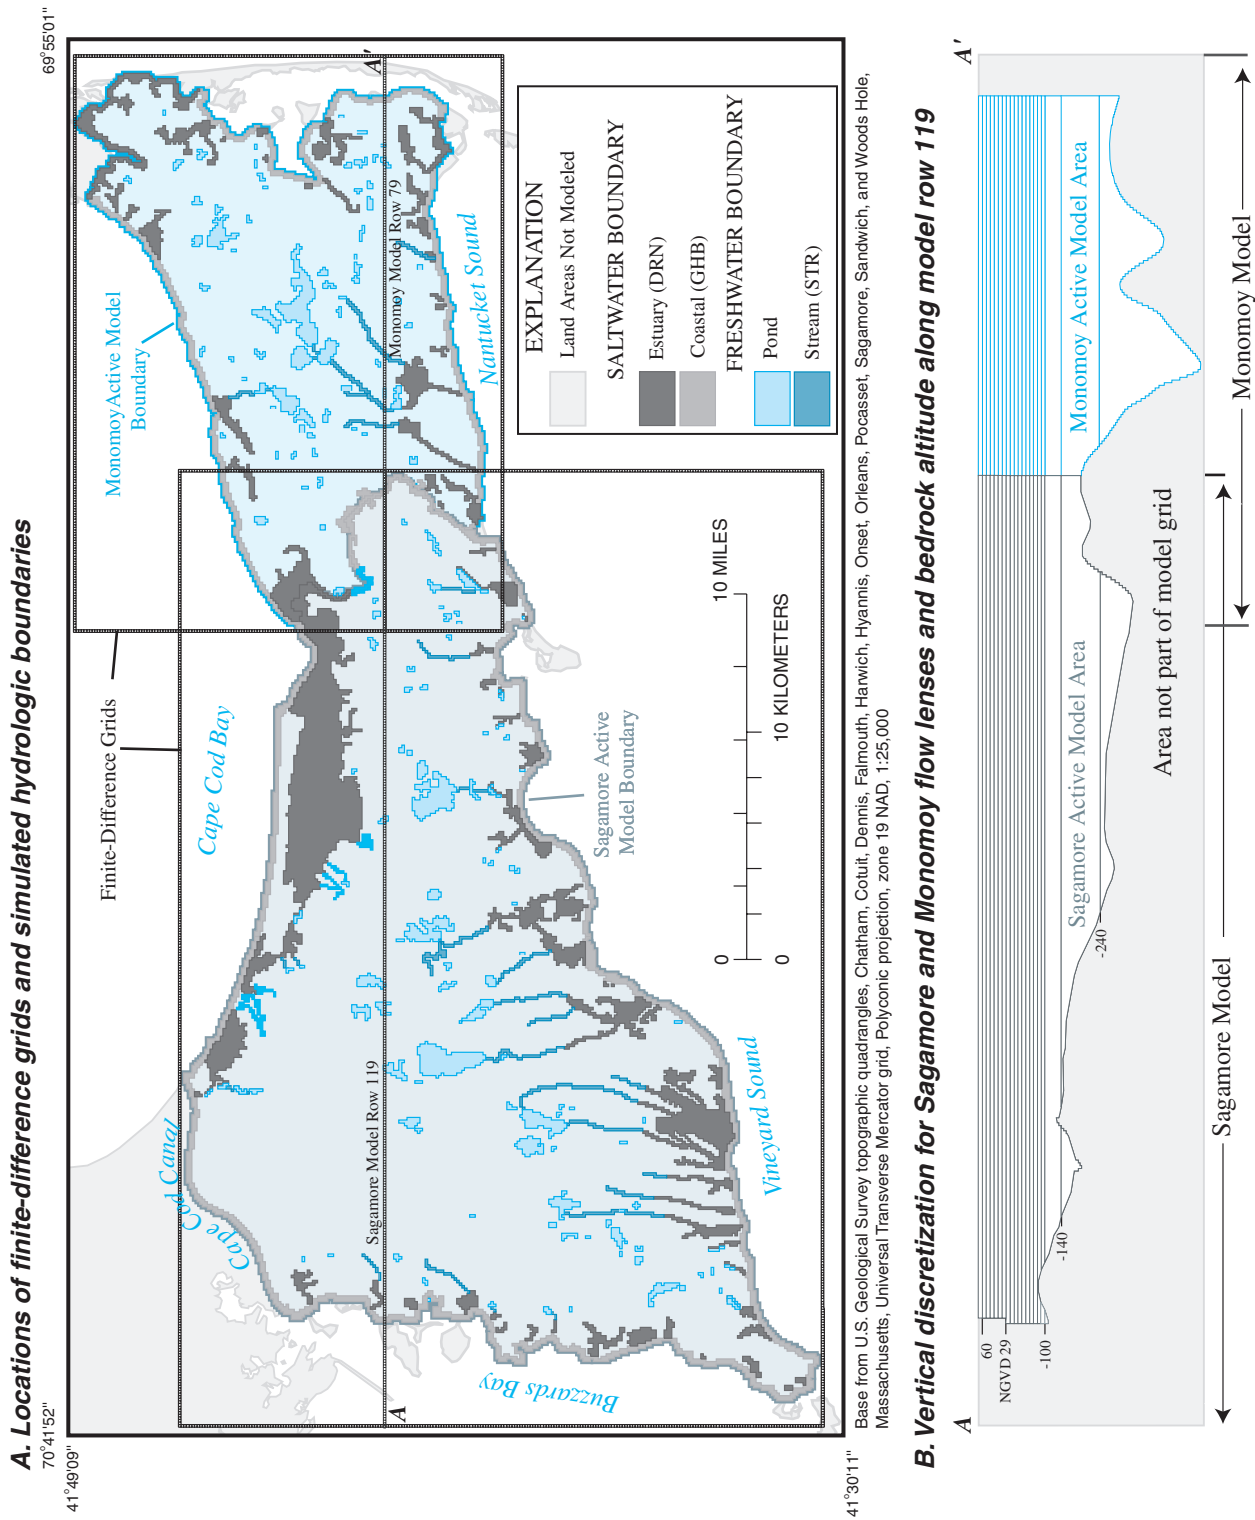 A. Locations of finite-difference grids and simulated hydrologic boundaries
70°41'52"
69°55'01"
41°49'09"
41°30'11"
Finite-Difference Grids
Cape Cod Bay
Monomoy Active Model
Boundary
Cape Cod Canal
A
A'
Sagamore Model Row 119
Monomoy Model Row 79
Nantucket Sound
Buzzards Bay
Vineyard Sound
Sagamore Active
Model Boundary
0
10 MILES
0
10 KILOMETERS
EXPLANATION
Land Areas Not Modeled
SALTWATER BOUNDARY
Estuary (DRN)
Coastal (GHB)
FRESHWATER BOUNDARY
Pond
Stream (STR)
Base from U.S. Geological Survey topographic quadrangles, Chatham, Cotuit, Dennis, Falmouth, Harwich, Hyannis, Onset, Orleans, Pocasset, Sagamore, Sandwich, and Woods Hole,
Massachusetts, Universal Transverse Mercator grid, Polyconic projection, zone 19 NAD, 1:25,000
B. Vertical discretization for Sagamore and Monomoy flow lenses and bedrock altitude along model row 119
A
A'
60
NGVD 29
-100
-140
-240
Sagamore Active Model Area
Monomoy Active Model Area
Area not part of model grid
Sagamore Model
Monomoy Model